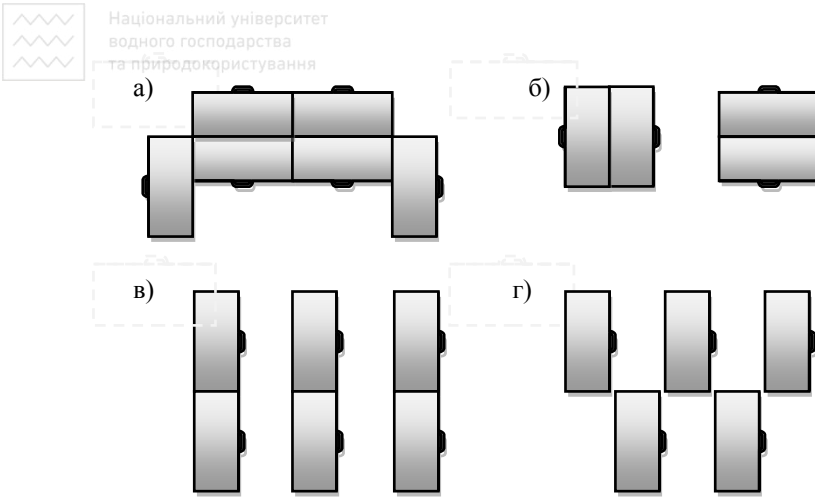 Національний університет
водного господарства
та природокористування
а)
б)
в)
г)